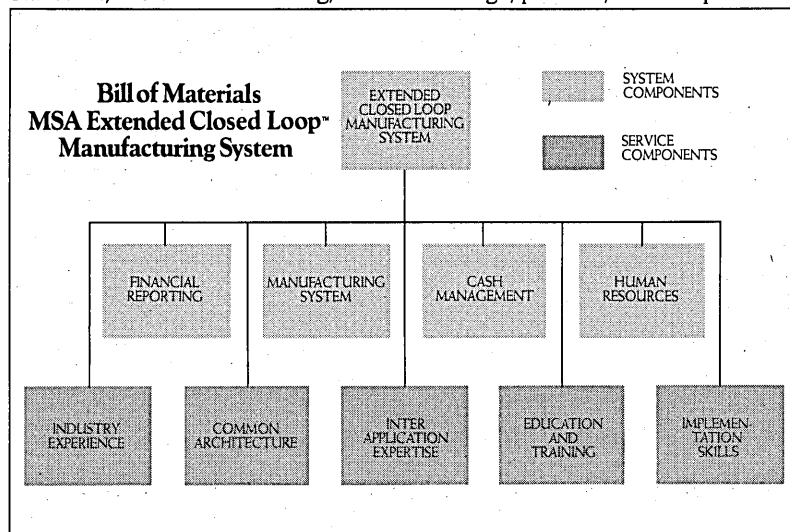 Bill of Materials
MSA Extended Closed Loop™
Manufacturing System
EXTENDED
CLOSED LOOP
MANUFACTURING
SYSTEM
SYSTEM
COMPONENTS
SERVICE
COMPONENTS
FINANCIAL
REPORTING
MANUFACTURING
SYSTEM
CASH
MANAGEMENT
HUMAN
RESOURCES
INDUSTRY
EXPERIENCE
COMMON
ARCHITECTURE
INTER
APPLICATION
EXPERTISE
EDUCATION
AND
TRAINING
IMPLEMEN-
TATION
SKILLS